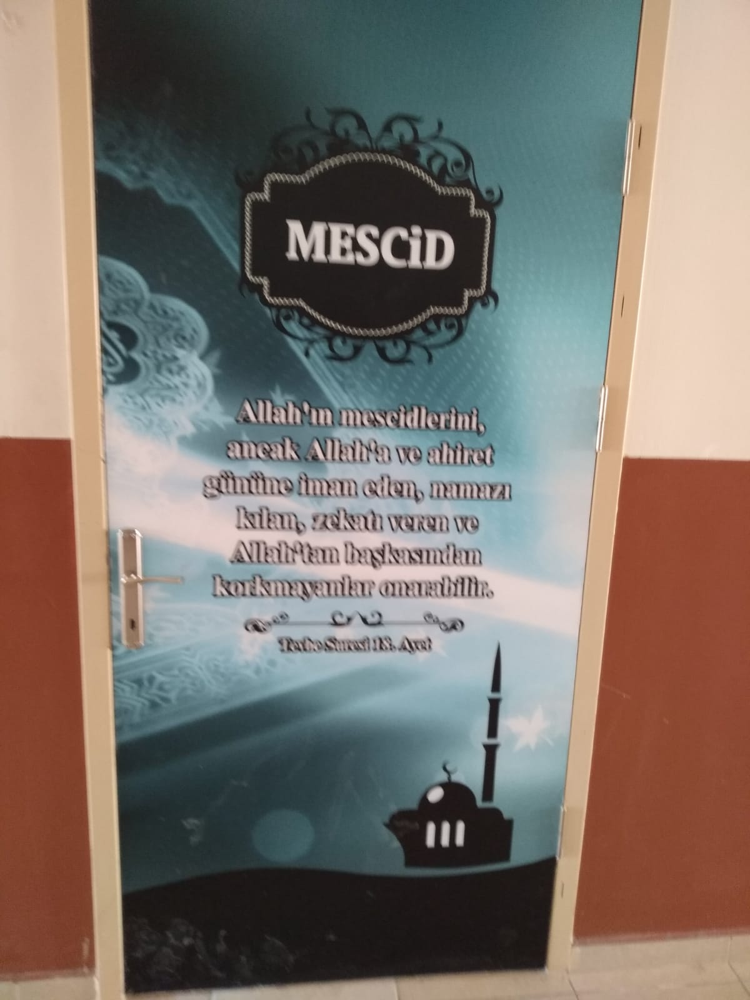 MESCiD
Allah'ın mescidlerini,
ancak Allah'a ve ahiret
gününe iman eden, namazı
kılan, zekatı veren ve
Allah'tan başkasından
korkmayanlar onarabilir.
Tevbe Suresi 18. Ayet